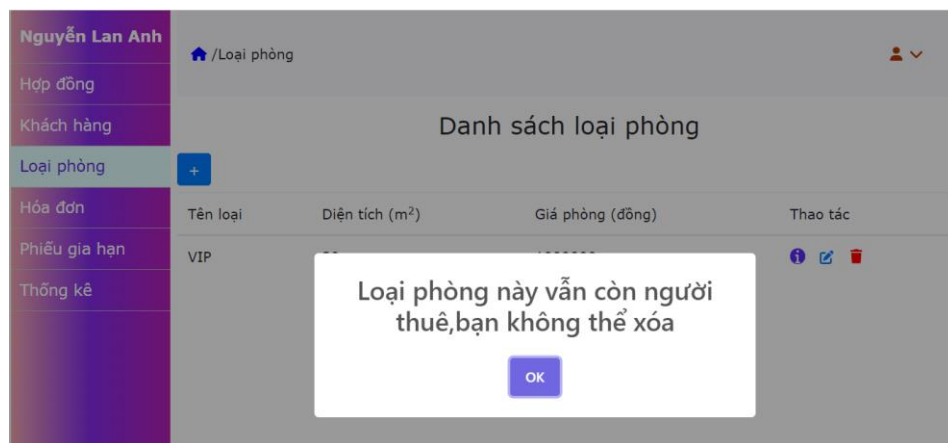 Nguyễn Lan Anh
/Loại phòng
Hợp đồng
Khách hàng
Danh sách loại phòng
Loại phòng
+
Hóa đơn
Tên loại Diện tích (m²) Giá phòng (đồng) Thao tác
Phiếu gia hạn
VIP
Thống kê
Loại phòng này vẫn còn người
thuê,bạn không thể xóa
OK